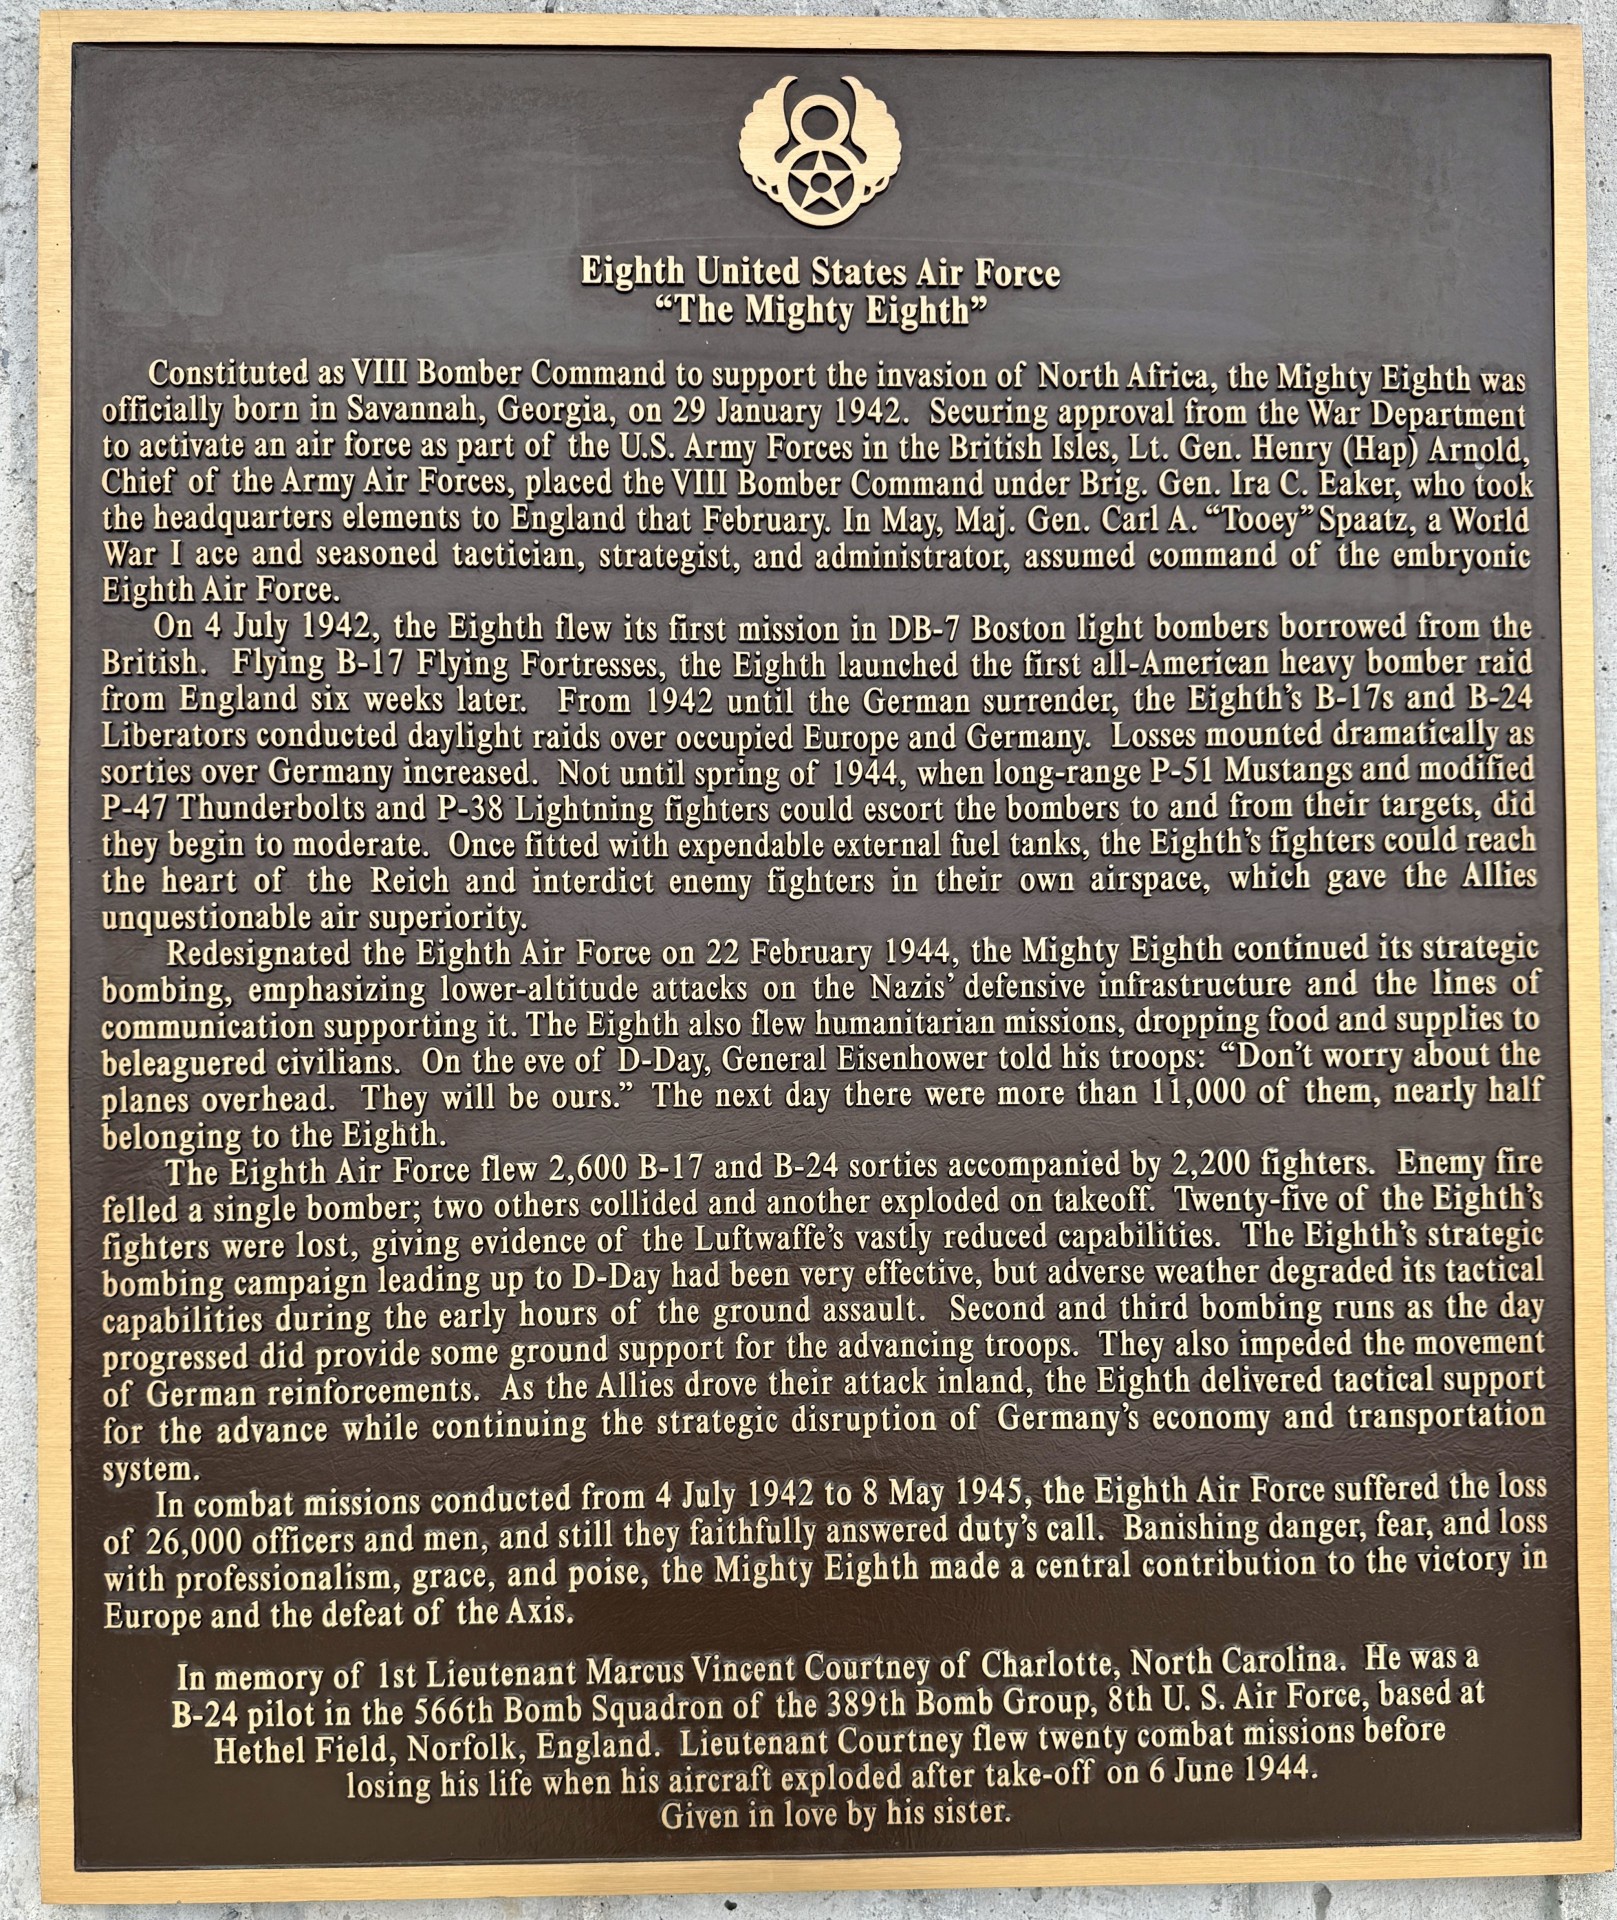 Eighth United States Air Force
“The Mighty Eighth”
Constituted as VIII Bomber Command to support the invasion of North Africa, the Mighty Eighth was
officially born in Savannah, Georgia, on 29 January 1942. Securing approval from the War Department
to activate an air force as part of the U.S. Army Forces in the British Isles, Lt. Gen. Henry (Hap) Arnold,
Chief of the Army Air Forces, placed the VIII Bomber Command under Brig. Gen. Ira C. Eaker, who took
the headquarters elements to England that February. In May, Maj. Gen. Carl A. “Tooey” Spaatz, a World
War I ace and seasoned tactician, strategist, and administrator, assumed command of the embryonic
Eighth Air Force.
On 4 July 1942, the Eighth flew its first mission in DB-7 Boston light bombers borrowed from the
British. Flying B-17 Flying Fortresses, the Eighth launched the first all-American heavy bomber raid
from England six weeks later. From 1942 until the German surrender, the Eighth’s B-17s and B-24
Liberators conducted daylight raids over occupied Europe and Germany. Losses mounted dramatically as
sorties over Germany increased. Not until spring of 1944, when long-range P-51 Mustangs and modified
P-47 Thunderbolts and P-38 Lightning fighters could escort the bombers to and from their targets, did
they begin to moderate. Once fitted with expendable external fuel tanks, the Eighth’s fighters could reach
the heart of the Reich and interdict enemy fighters in their own airspace, which gave the Allies
unquestionable air superiority.
Redesignated the Eighth Air Force on 22 February 1944, the Mighty Eighth continued its strategic
bombing, emphasizing lower-altitude attacks on the Nazis’ defensive infrastructure and the lines of
communication supporting it. The Eighth also flew humanitarian missions, dropping food and supplies to
beleaguered civilians. On the eve of D-Day, General Eisenhower told his troops: “Don’t worry about the
planes overhead. They will be ours.” The next day there were more than 11,000 of them, nearly half
belonging to the Eighth.
The Eighth Air Force flew 2,600 B-17 and B-24 sorties accompanied by 2,200 fighters. Enemy fire
felled a single bomber; two others collided and another exploded on takeoff. Twenty-five of the Eighth’s
fighters were lost, giving evidence of the Luftwaffe’s vastly reduced capabilities. The Eighth’s strategic
bombing campaign leading up to D-Day had been very effective, but adverse weather degraded its tactical
capabilities during the early hours of the ground assault. Second and third bombing runs as the day
progressed did provide some ground support for the advancing troops. They also impeded the movement
of German reinforcements. As the Allies drove their attack inland, the Eighth delivered tactical support
for the advance while continuing the strategic disruption of Germany’s economy and transportation
system.
In combat missions conducted from 4 July 1942 to 8 May 1945, the Eighth Air Force suffered the loss
of 26,000 officers and men, and still they faithfully answered duty’s call. Banishing danger, fear, and loss
with professionalism, grace, and poise, the Mighty Eighth made a central contribution to the victory in
Europe and the defeat of the Axis.
In memory of 1st Lieutenant Marcus Vincent Courtney of Charlotte, North Carolina. He was a
B-24 pilot in the 566th Bomb Squadron of the 389th Bomb Group, 8th U. S. Air Force, based at
Hethel Field, Norfolk, England. Lieutenant Courtney flew twenty combat missions before
losing his life when his aircraft exploded after take-off on 6 June 1944.
Given in love by his sister.